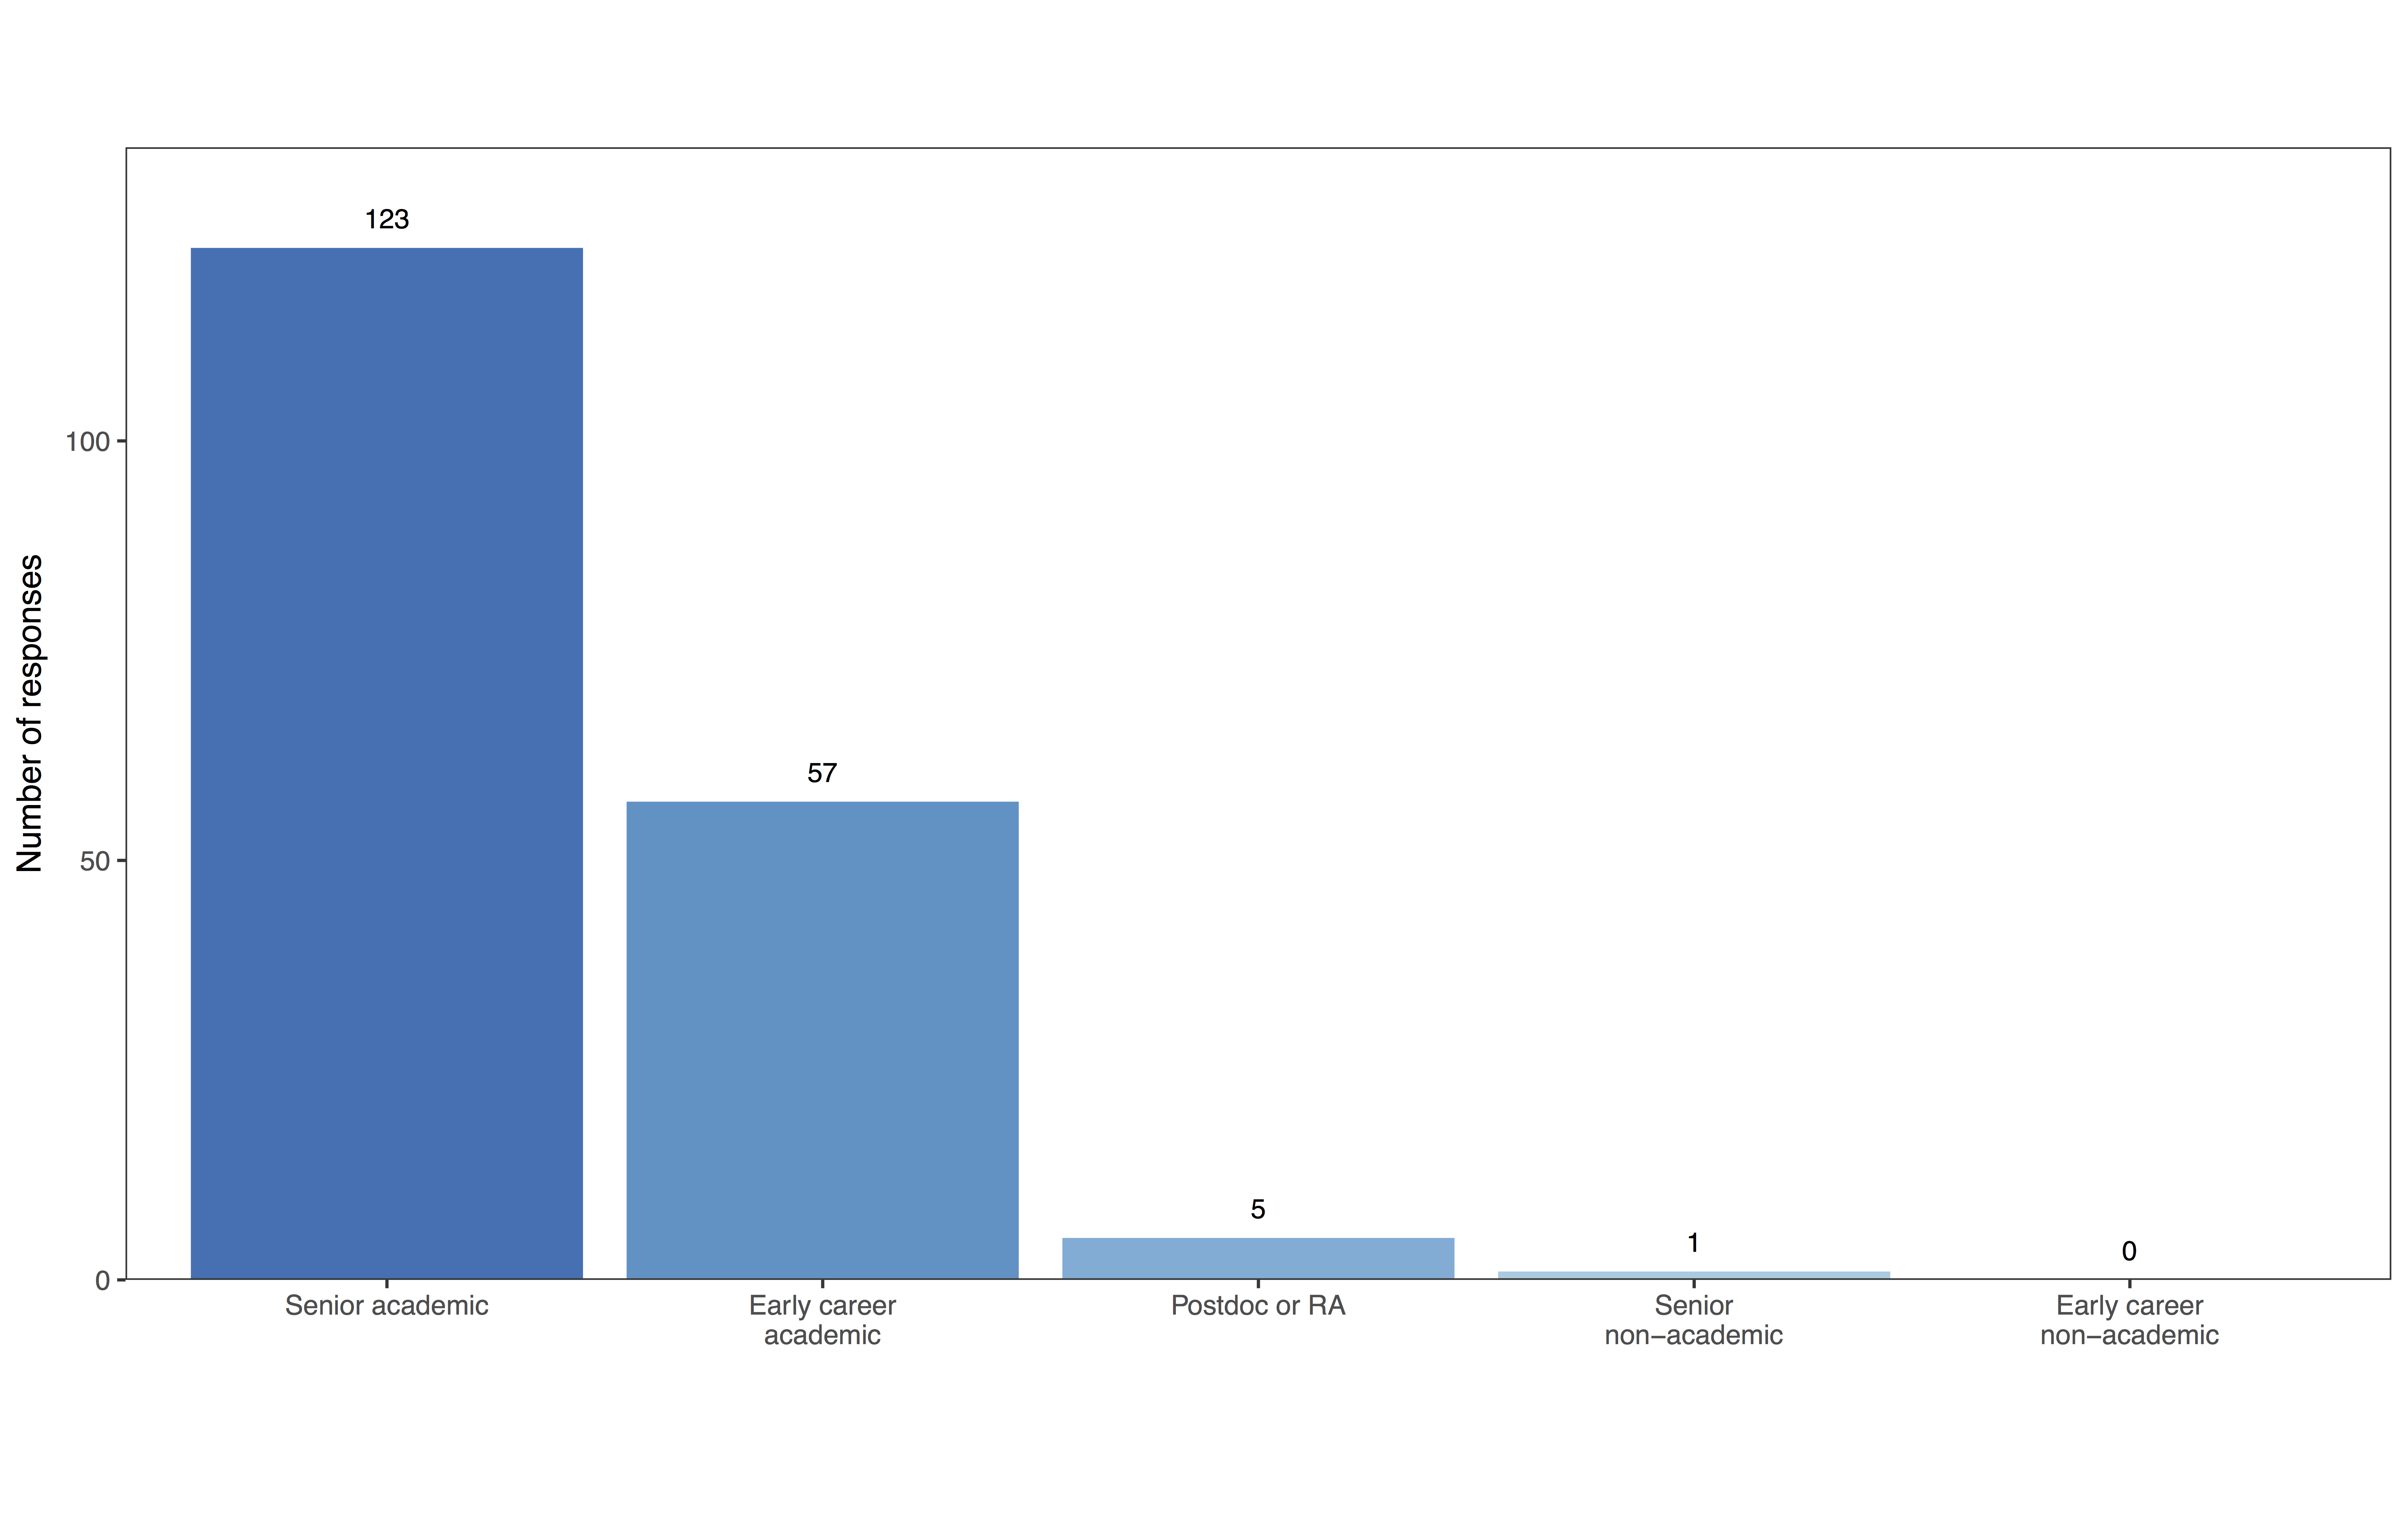 123
100
57
50
5
1
0
0
Number of responses
Senior academic
Early career
academic
Postdoc or RA
Senior
non−academic
Early career
non−academic